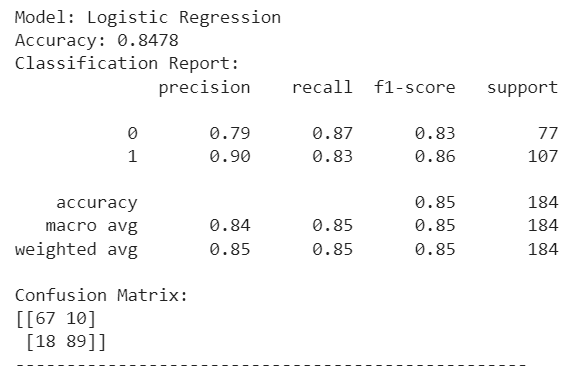 Model: Logistic Regression
Accuracy: 0.8478
Classification Report:
              precision    recall  f1-score   support

           0       0.79      0.87      0.83        77
           1       0.90      0.83      0.86       107

    accuracy                           0.85       184
   macro avg       0.84      0.85      0.85       184
weighted avg       0.85      0.85      0.85       184

Confusion Matrix:
[[67 10]
 [18 89]]
--------------------------------------------------